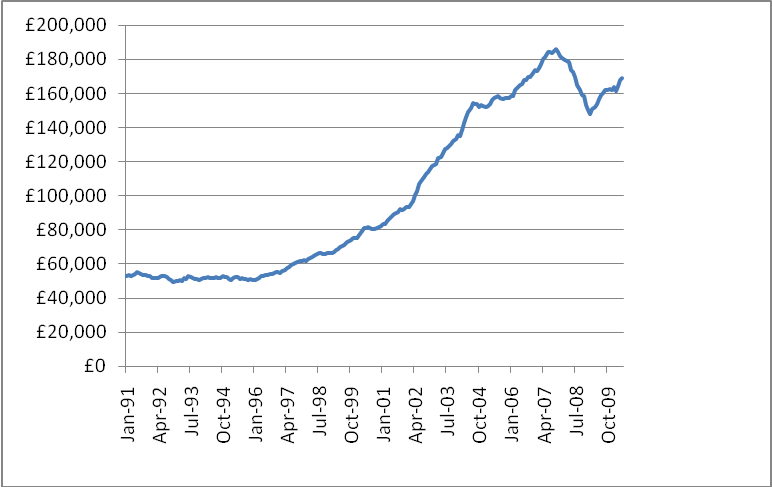 £200,000
£180,000
£160,000
£140,000
£120,000
£100,000
£80,000
£60,000
£40,000
£20,000
£0
Jan-91
Apr-92
Jul-93
Oct-94
Jan-96
Apr-97
Jul-98
Oct-99
Jan-01
Apr-02
Jul-03
Oct-04
Jan-06
Apr-07
Jul-08
Oct-09